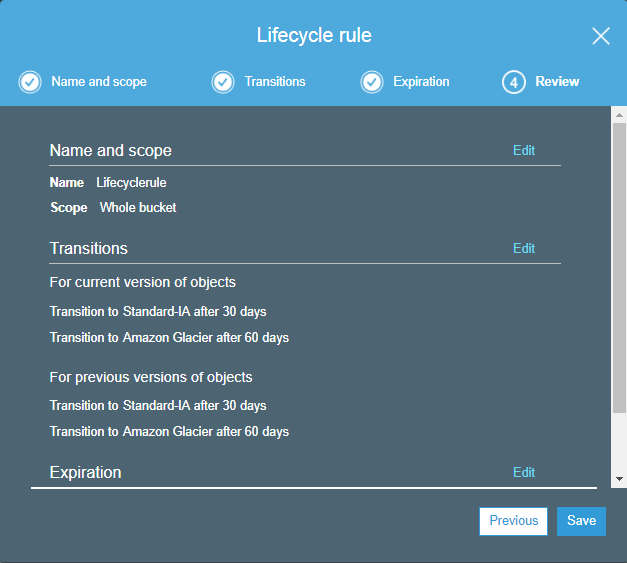 Lifecycle rule
Name and scope Transitions Expiration 4 Review
Name and scope Edit
Name Lifecyclerule
Scope Whole bucket
Transitions Edit
For current version of objects
Transition to Standard-IA after 30 days
Transition to Amazon Glacier after 60 days
For previous versions of objects
Transition to Standard-IA after 30 days
Transition to Amazon Glacier after 60 days
Expiration Edit
Previous Save